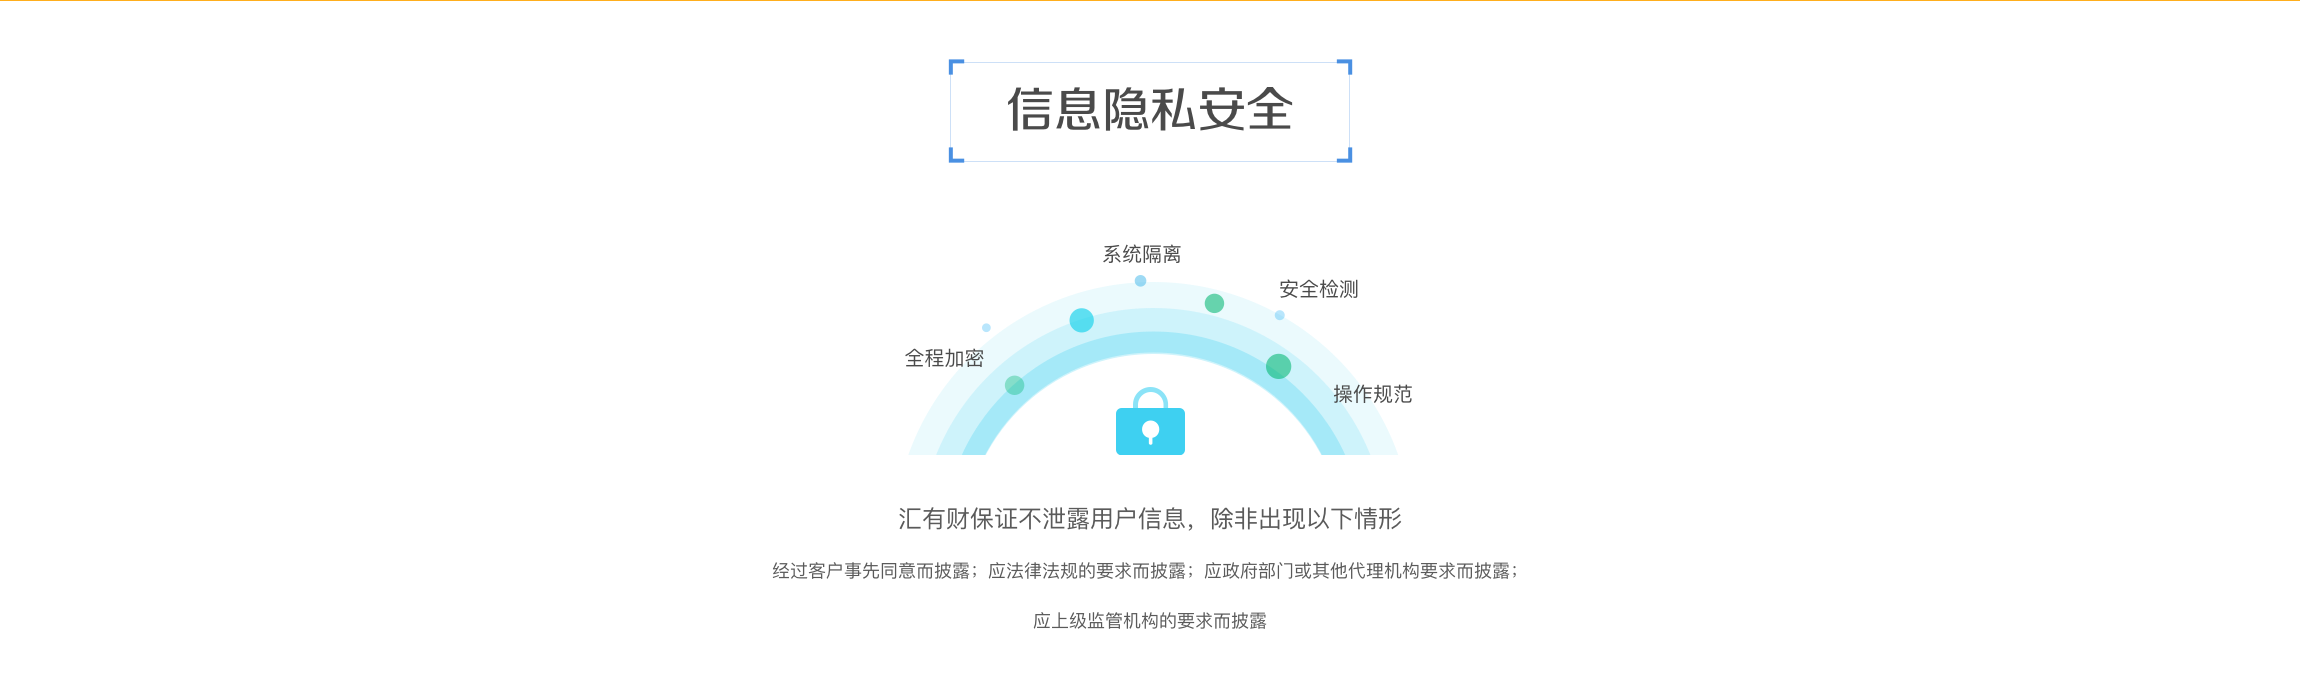 信息隐私安全
系统隔离
安全检测
全程加密
操作规范
汇有财保证不泄露用户信息，除非出现以下情形
经过客户事先同意而披露；应法律法规的要求而披露；应政府部门或其他代理机构要求而披露；
应上级监管机构的要求而披露